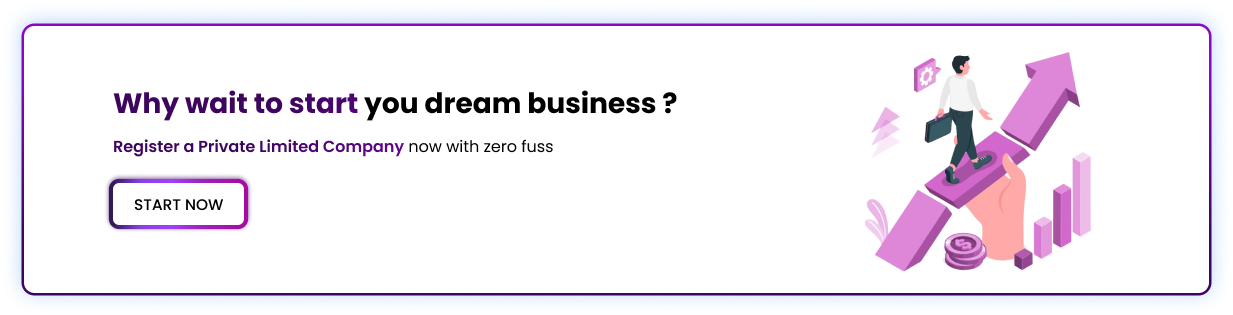 Why wait to start you dream business ?
Register a Private Limited Company now with zero fuss
START NOW